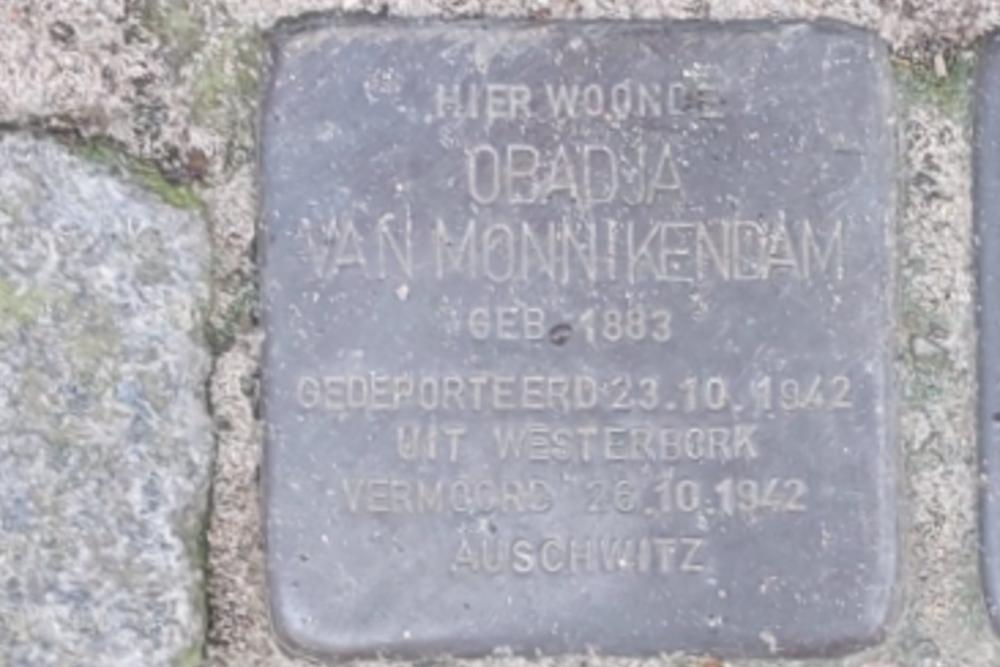 HIER WOONDE
OBADJA
VAN MONNIKENDAM
GEB. 1883
GEDEPORTEERD 23.10.1942
UIT WESTERBORK
VERMOORD 26.10.1942
AUSCHWITZ